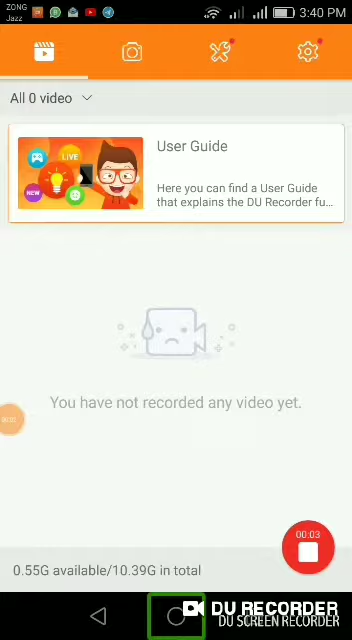 ZONG
Jazz
3:40 PM
All 0 video
User Guide
LIVE
NEW
Here you can find a User Guide
that explains the DU Recorder fu...
You have not recorded any video yet.
00:03
0.55G available/10.39G in total
DU RECORDER
DU SCREEN RECORDER